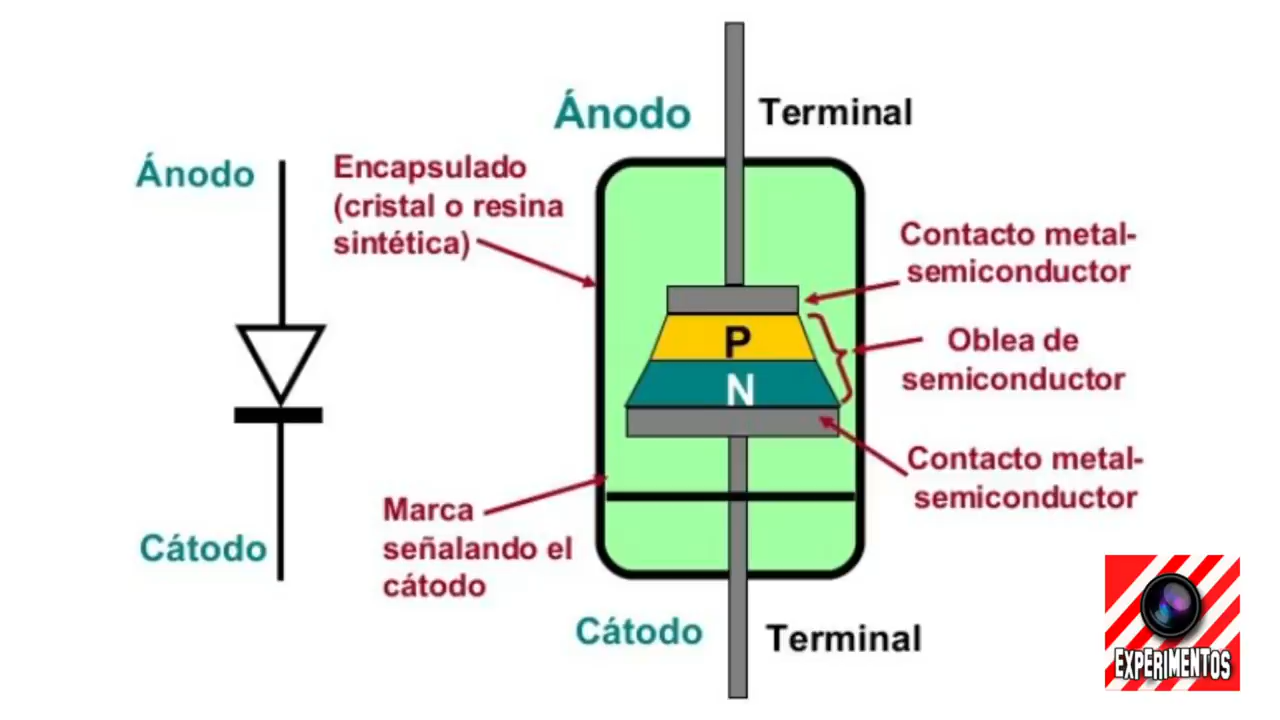 Ánodo
Terminal
Ánodo
Encapsulado
(cristal o resina
sintética)
Contacto metal-
semiconductor
P
Oblea de
semiconductor
N
Contacto metal-
semiconductor
Marca
señalando el
cátodo
Cátodo
Cátodo
Terminal
EXPERIMENTOS